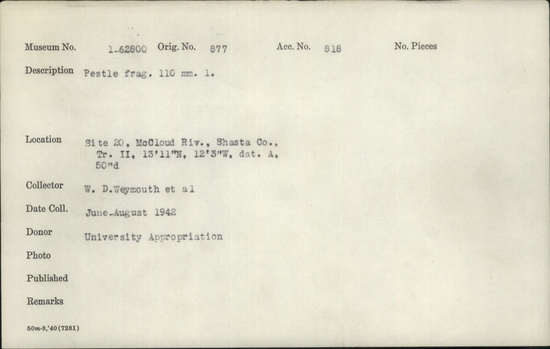 Museum No. 1-62800 Orig. No. 877 Acc. No. 818 No. Pieces
Description Pestle frag. 110 mm. l.
Location Site 20, McCloud Riv., Shasta Co.,
Tr. II, 13'11"N, 12'3"W, dat. A,
50"d
Collector W. D.Weymouth et al
Date Coll. June-August 1942
Donor University Appropriation
Photo
Published
Remarks
50m-9,'40(7281)